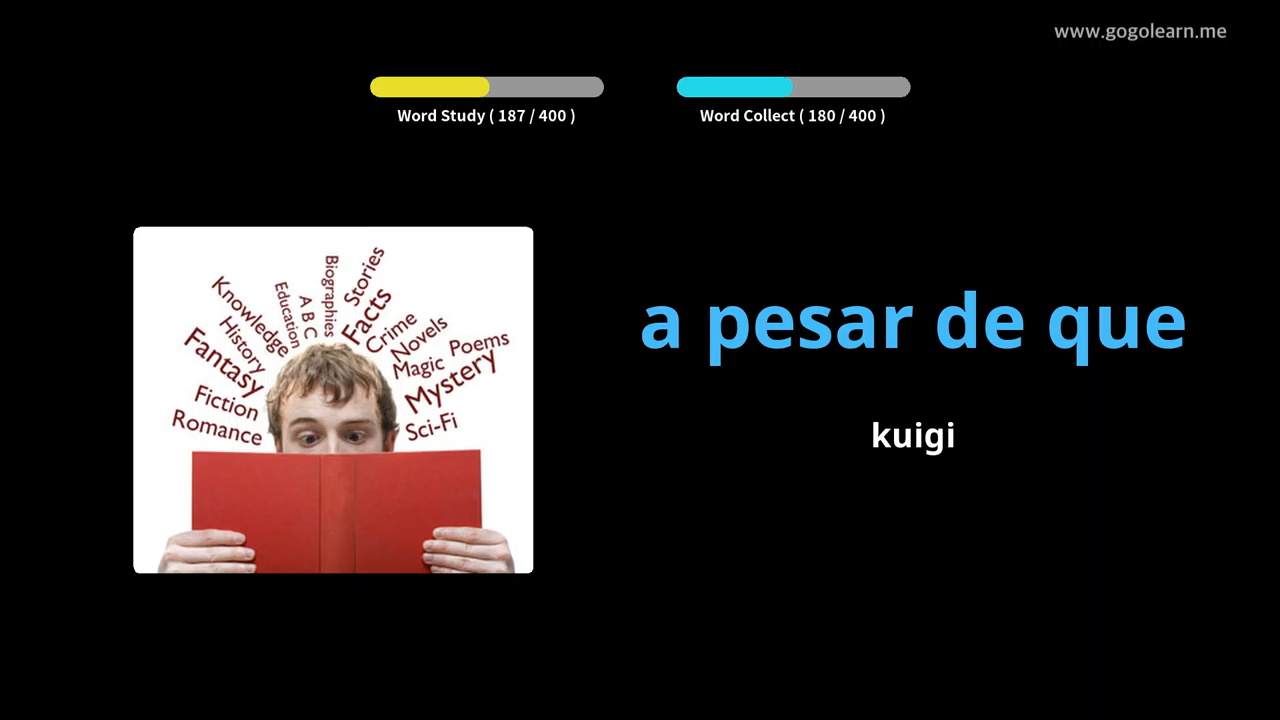 www.gogolearn.me
Word Study ( 187 / 400 )
Word Collect ( 180 / 400 )
a pesar de que
kuigi
Stories
Biographies
Facts
Education
A B C
Knowledge
History
Crime
Novels
Poems
Fantasy
Magic
Mystery
Fiction
Romance
Sci-Fi